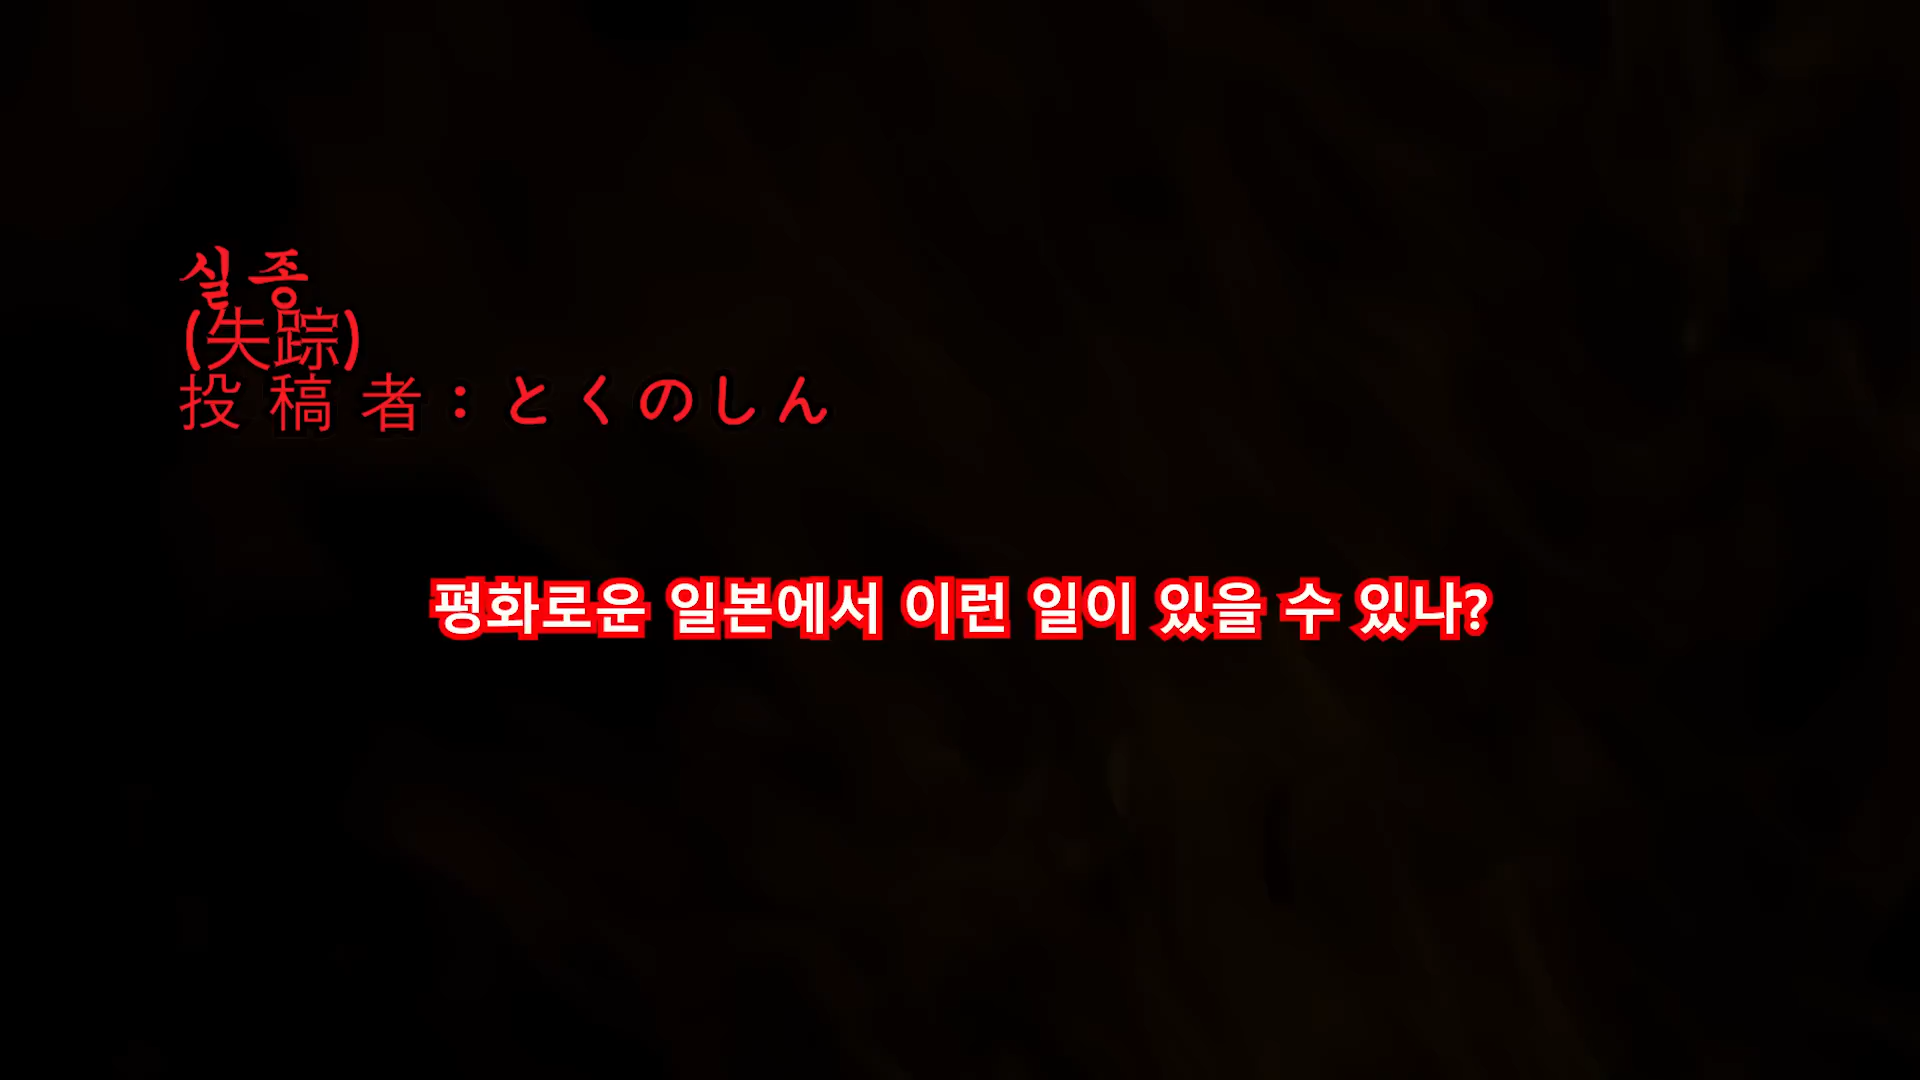 실종
(失踪)
投稿者：とくのしん
평화로운 일본에서 이런 일이 있을 수 있나?